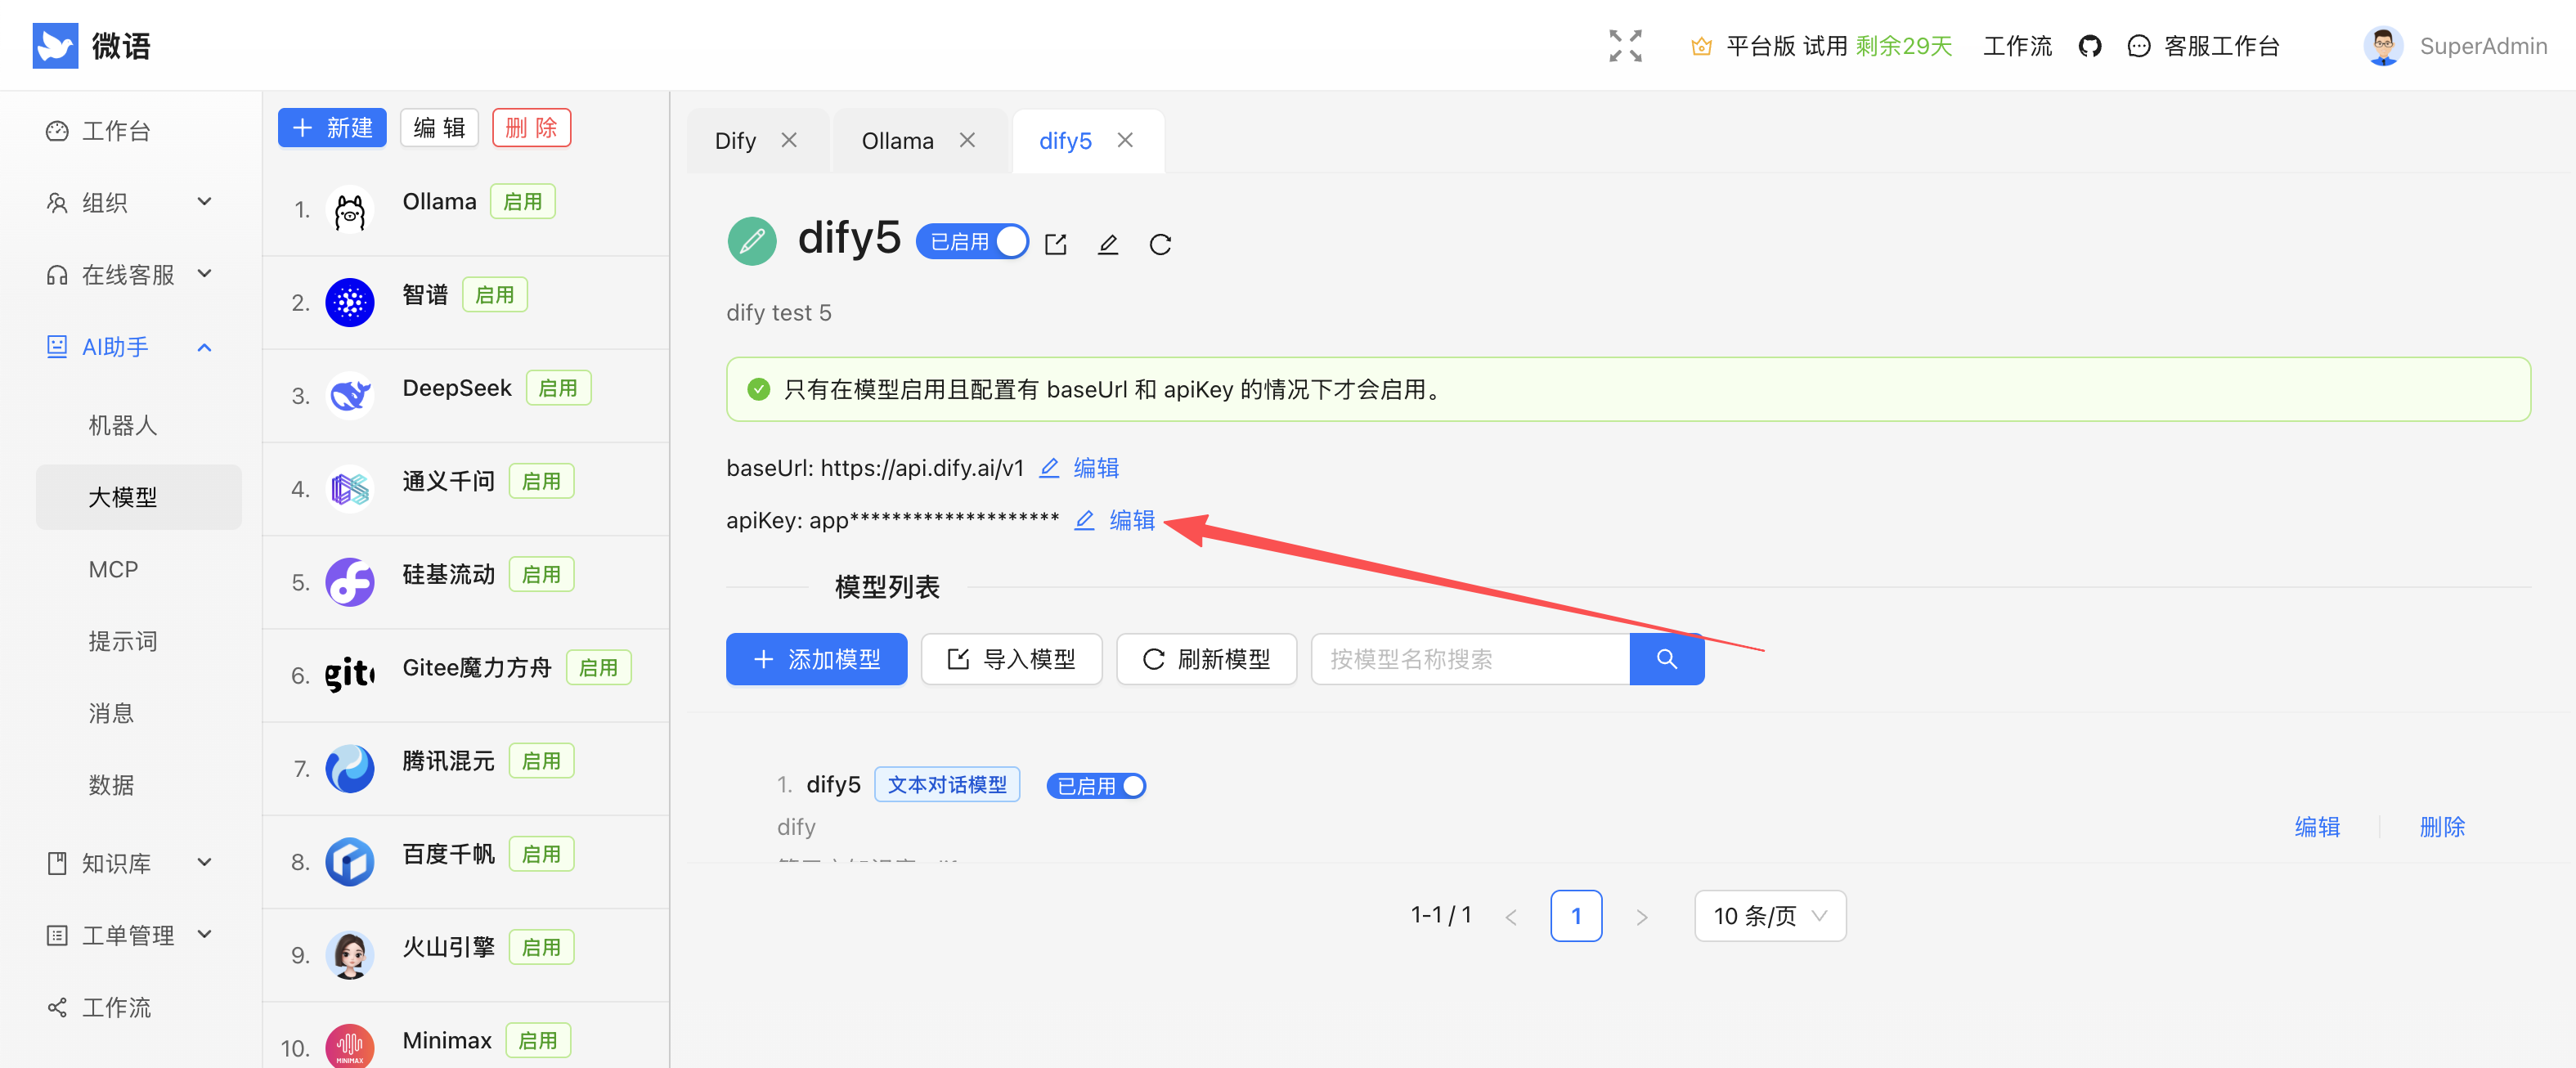 微语
平台版 试用 剩余29天 工作流 客服工作台 SuperAdmin
工作台
组织
在线客服
AI助手
机器人
大模型
MCP
提示词
消息
数据
知识库
工单管理
工作流
新建 编 辑 删 除
1. Ollama 启用
2. 智谱 启用
3. DeepSeek 启用
4. 通义千问 启用
5. 硅基流动 启用
6. Gitee魔力方舟 启用
7. 腾讯混元 启用
8. 百度千帆 启用
9. 火山引擎 启用
10. Minimax 启用
MINIMAX
Dify Ollama dify5
dify5 已启用
dify test 5
只有在模型启用且配置有 baseUrl 和 apiKey 的情况下才会启用。
baseUrl: https://api.dify.ai/v1 编辑
apiKey: app******************** 编辑
模型列表
添加模型 导入模型 刷新模型 按模型名称搜索
1. dify5 文本对话模型 已启用
dify
编辑 删除
1-1 / 1 1 10 条/页